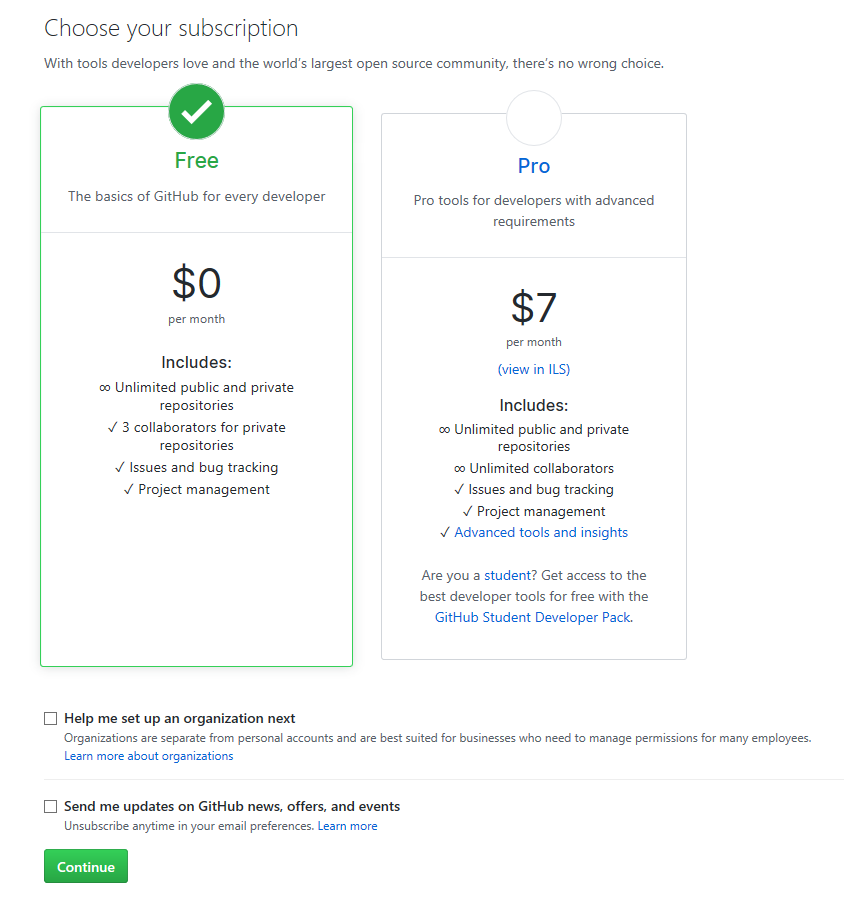 Choose your subscription
With tools developers love and the world's largest open source community, there's no wrong choice.
Free
The basics of GitHub for every developer
$0
per month
Includes:
∞ Unlimited public and private
repositories
✓ 3 collaborators for private
repositories
✓ Issues and bug tracking
✓ Project management
Pro
Pro tools for developers with advanced
requirements
$7
per month
(view in ILS)
Includes:
∞ Unlimited public and private
repositories
∞ Unlimited collaborators
✓ Issues and bug tracking
✓ Project management
✓ Advanced tools and insights
Are you a student? Get access to the
best developer tools for free with the
GitHub Student Developer Pack.
Help me set up an organization next
Organizations are separate from personal accounts and are best suited for businesses who need to manage permissions for many employees.
Learn more about organizations
Send me updates on GitHub news, offers, and events
Unsubscribe anytime in your email preferences. Learn more
Continue